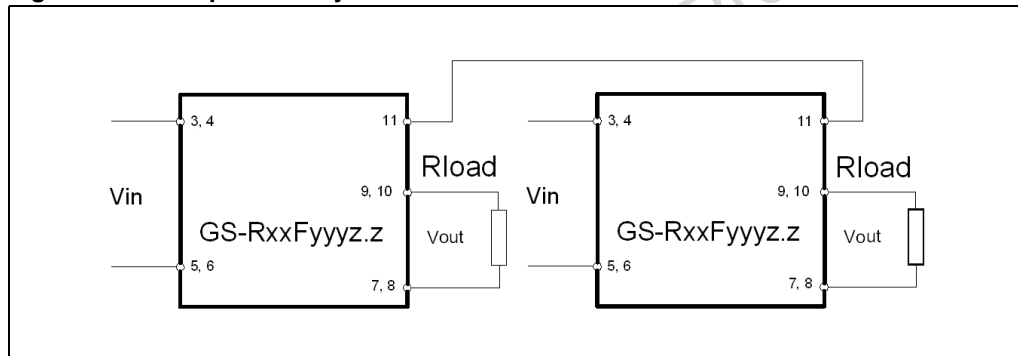 3, 4
11
Rload
9, 10
Vin
GS-RxxFyyyz.z
Vout
5, 6
7, 8
3, 4
11
Rload
9, 10
Vin
GS-RxxFyyyz.z
Vout
5, 6
7, 8